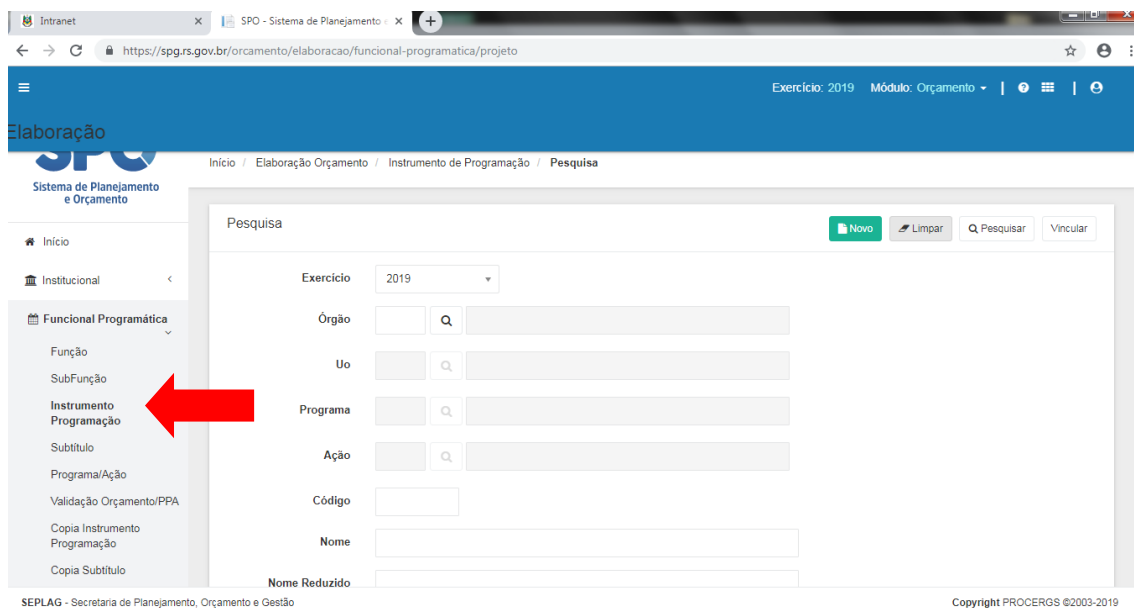 Intranet
SPO - Sistema de Planejamento e
https://spg.rs.gov.br/orcamento/elaboracao/funcional-programatica/projeto
Exercício: 2019 Módulo: Orçamento
Elaboração
SPO
Sistema de Planejamento
e Orçamento
Início / Elaboração Orçamento / Instrumento de Programação / Pesquisa
Início
Institucional
Funcional Programática
Função
SubFunção
Instrumento
Programação
Subtítulo
Programa/Ação
Validação Orçamento/PPA
Copia Instrumento
Programação
Copia Subtítulo
Pesquisa
Novo Limpar Pesquisar Vincular
Exercício 2019
Órgão
Uo
Programa
Ação
Código
Nome
Nome Reduzido
SEPLAG - Secretaria de Planejamento, Orçamento e Gestão
Copyright PROCERGS ©2003-2019